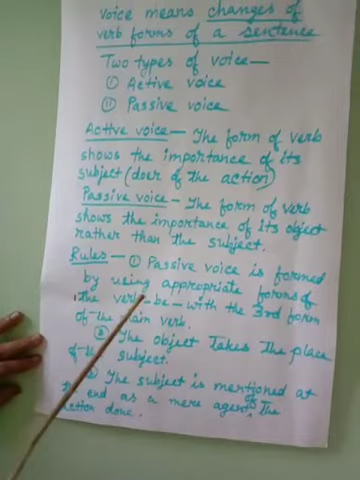 Voice means changes of
verb forms of a sentence
Two types of voice—
① Active voice
② Passive voice
Active voice— The form of verb
shows the importance of its
subject (doer of the action)
Passive voice - The form of verb
shows the importance of its object
rather than the subject.
Rules— ① Passive voice is formed
by using appropriate forms of
the verb - be - with the 3rd form
of the main verb.
② The object takes the place
of the subject.
The subject is mentioned at
end as a mere agent of the
action done.